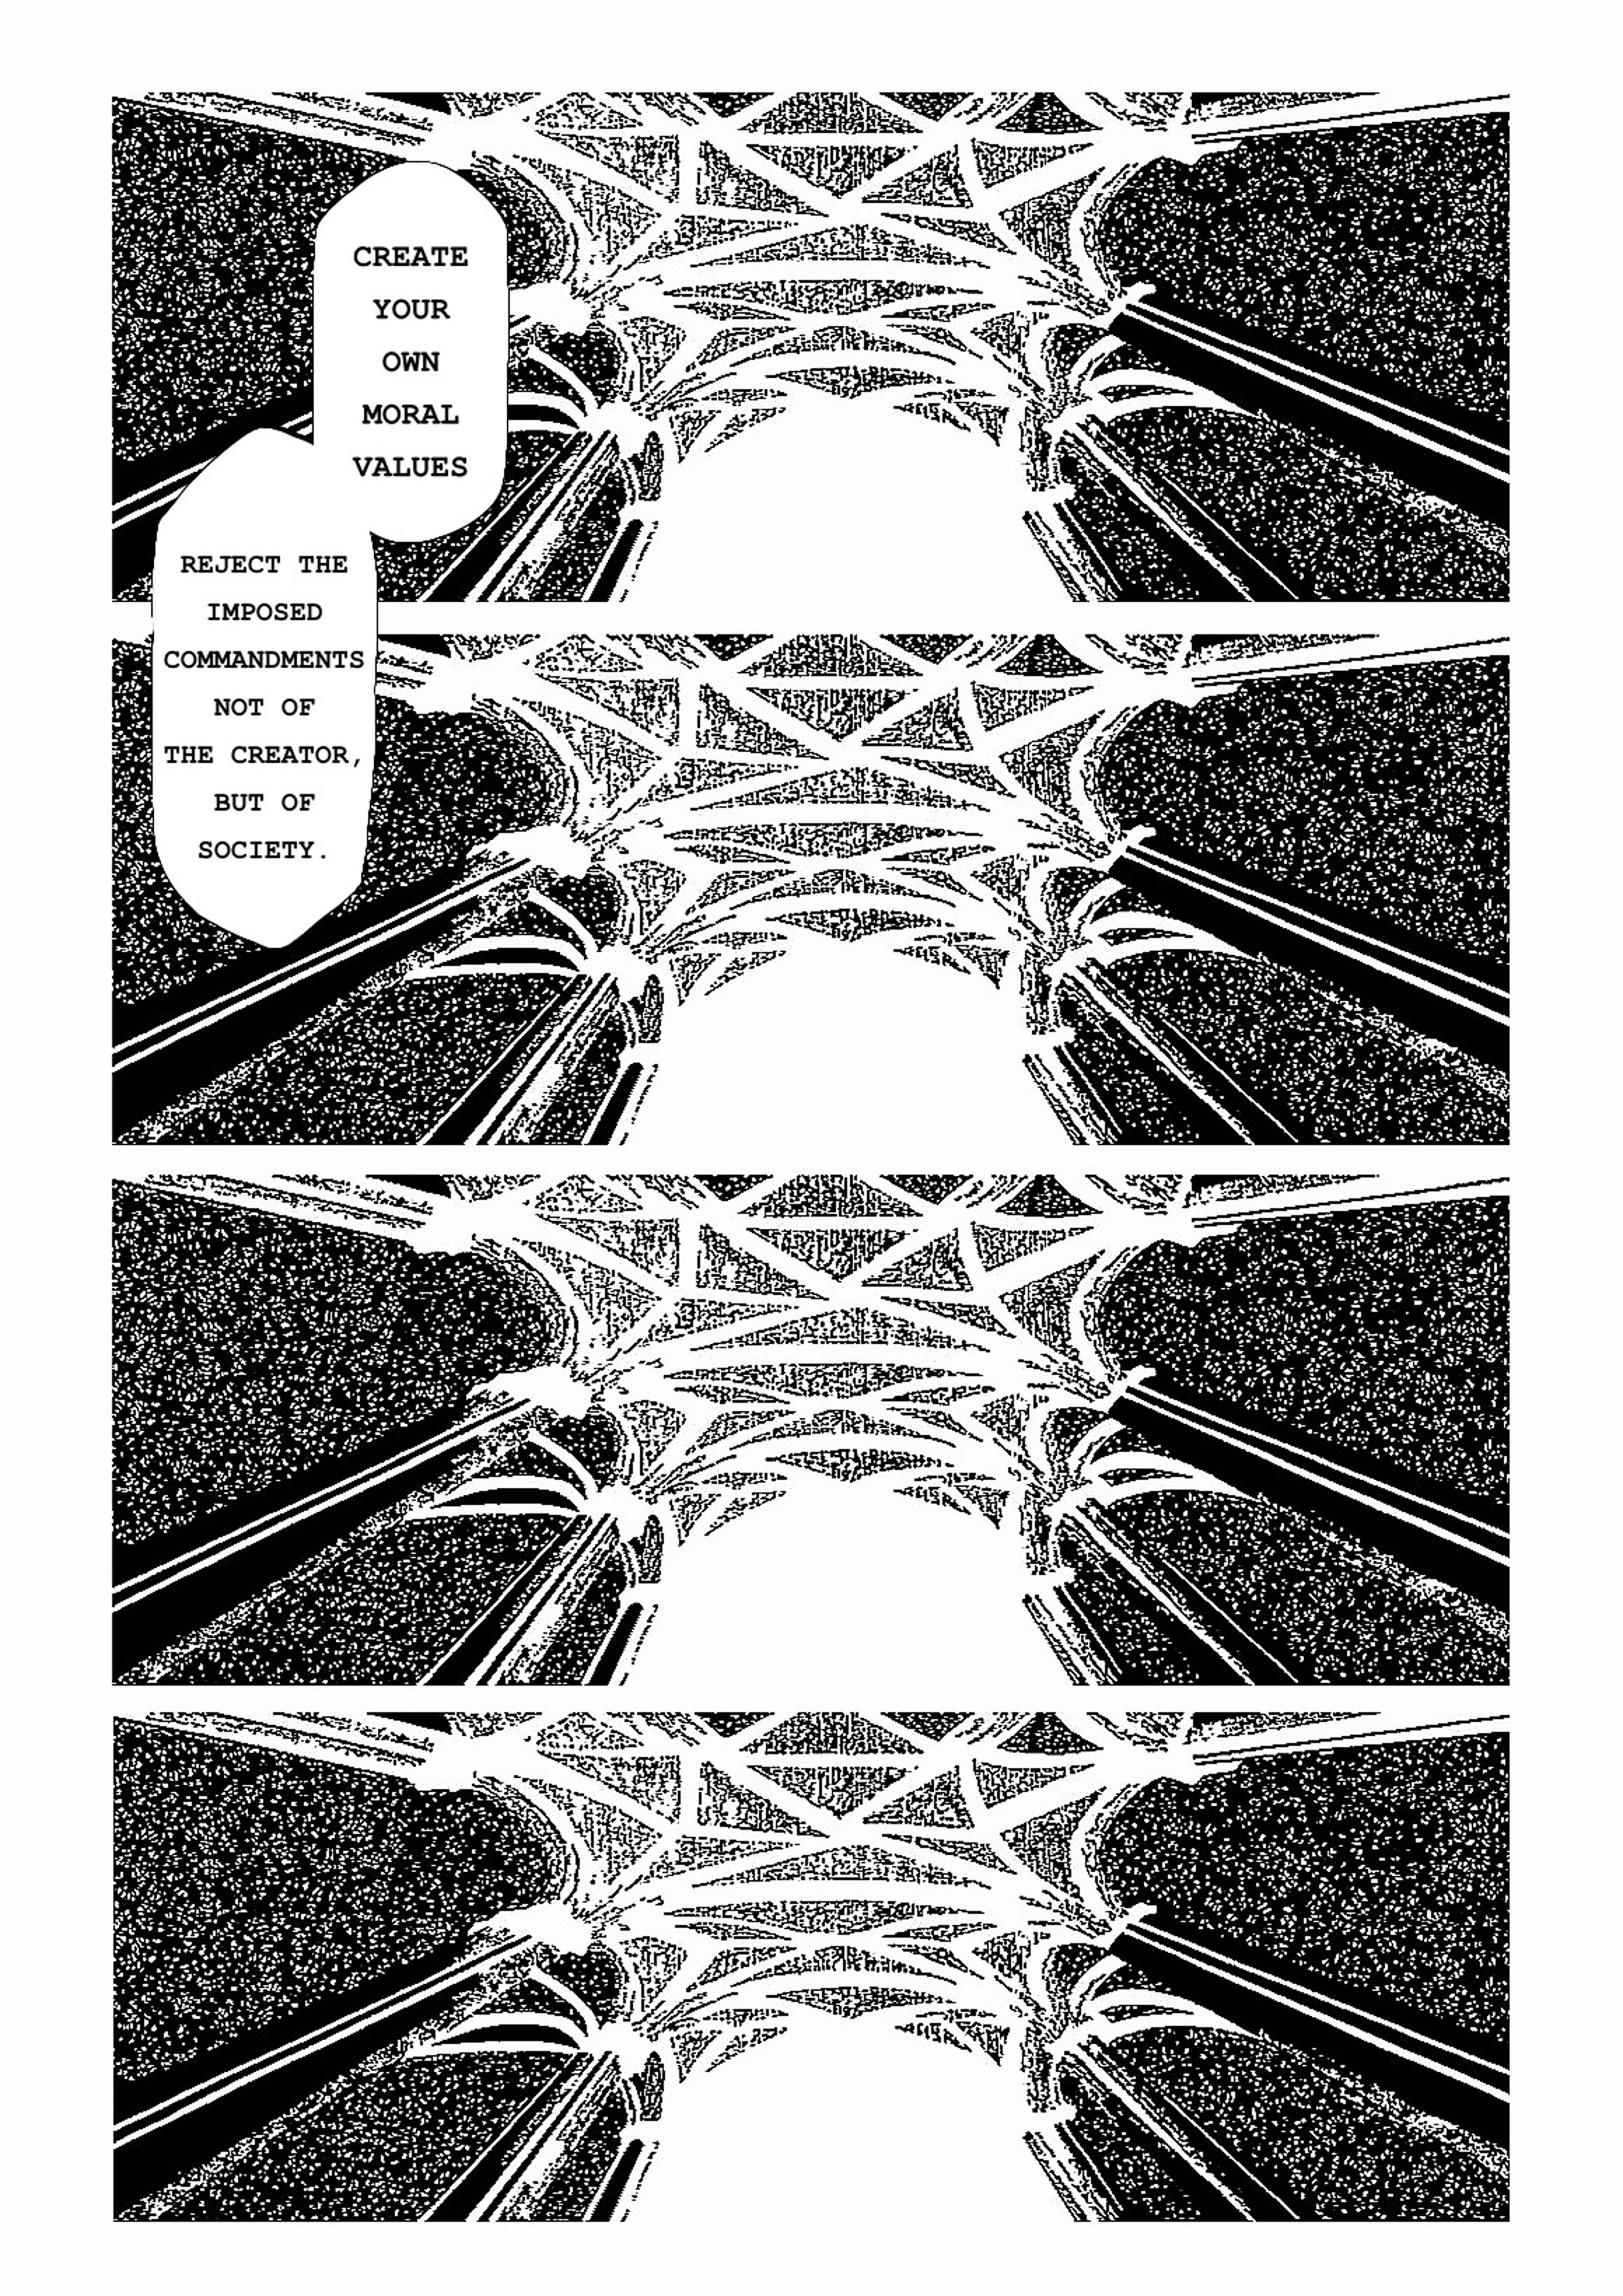 CREATE
YOUR
OWN
MORAL
VALUES
REJECT THE
IMPOSED
COMMANDMENTS
NOT OF
THE CREATOR,
BUT OF
SOCIETY.